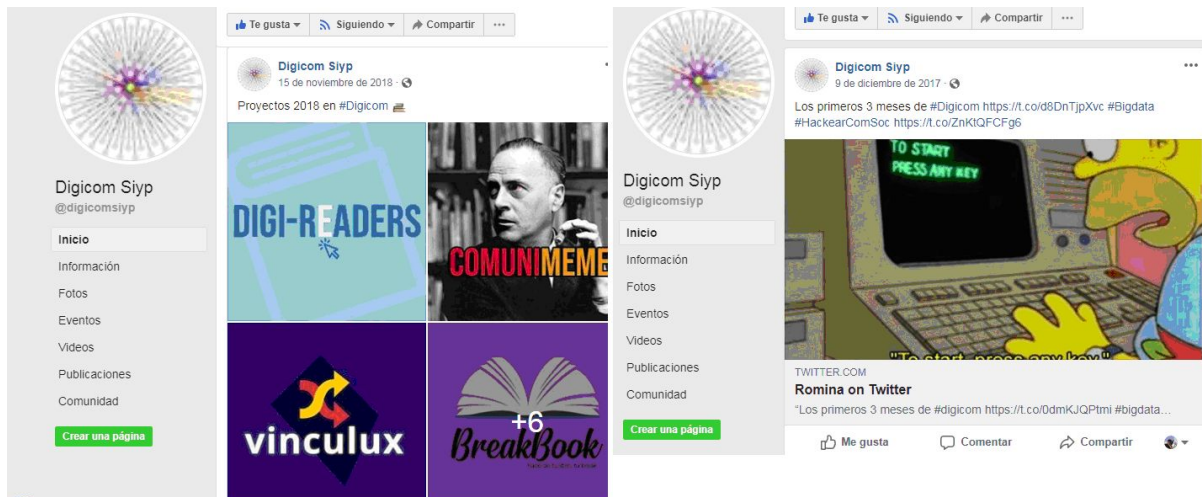 Te gusta
Siguiendo
Compartir
Digicom Siyp
15 de noviembre de 2018
Proyectos 2018 en #Digicom
DIGI-READERS
COMUNIMEME
vinculux
+6
BreakBook
Digicom Siyp
@digicomsiyp
Inicio
Información
Fotos
Eventos
Videos
Publicaciones
Comunidad
Crear una página
Te gusta
Siguiendo
Compartir
Digicom Siyp
9 de diciembre de 2017
Los primeros 3 meses de #Digicom https://t.co/d8DnTjpXvc #Bigdata
#HackearComSoc https://t.co/ZnKtQFCFg6
TO START
PRESS ANY KEY
"To start, press any key."
TWITTER.COM
Romina on Twitter
"Los primeros 3 meses de #digicom https://t.co/0dmKJQPtmi #bigdata...
Me gusta
Comentar
Compartir
Digicom Siyp
@digicomsiyp
Inicio
Información
Fotos
Eventos
Videos
Publicaciones
Comunidad
Crear una página